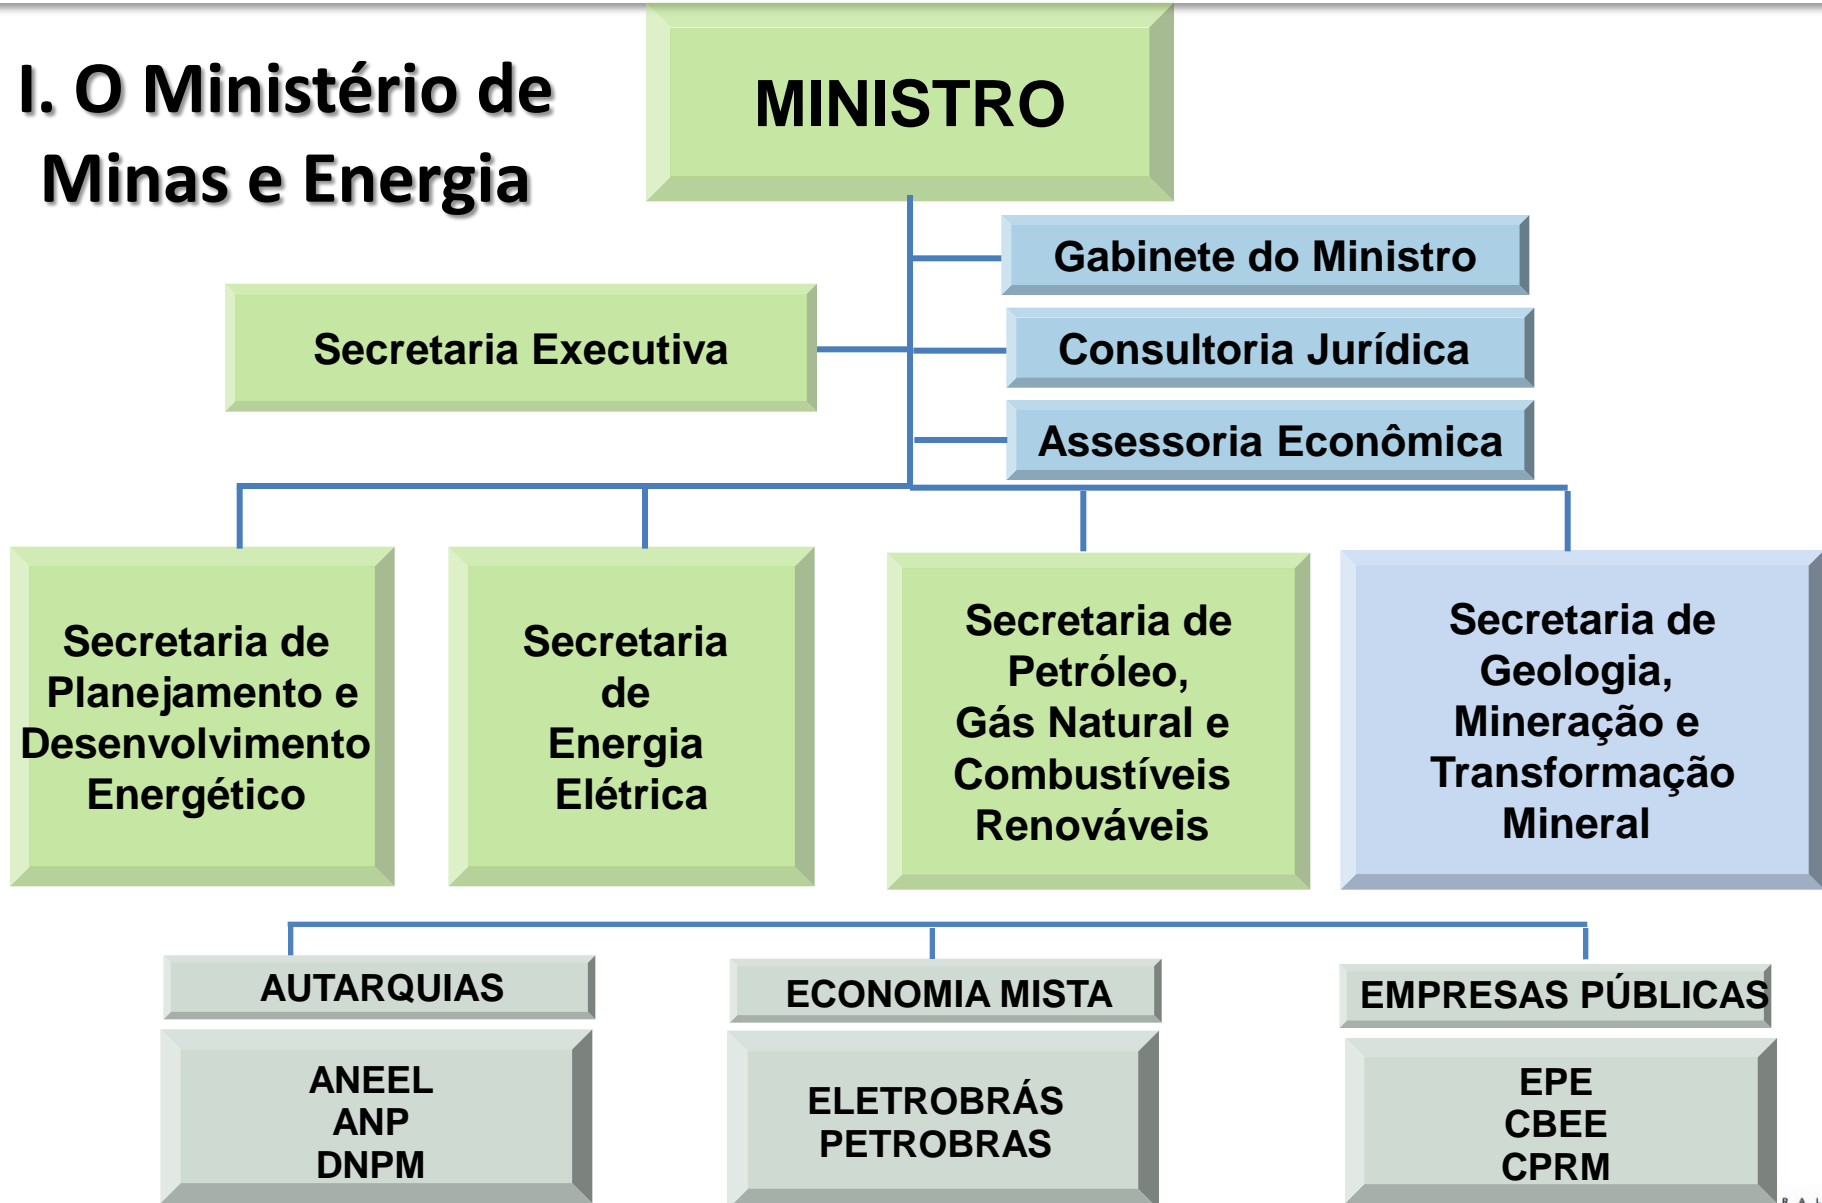 I. O Ministério de
Minas e Energia
MINISTRO
Gabinete do Ministro
Secretaria Executiva
Consultoria Jurídica
Assessoria Econômica
Secretaria de
Planejamento e
Desenvolvimento
Energético
Secretaria
de
Energia
Elétrica
Secretaria de
Petróleo,
Gás Natural e
Combustíveis
Renováveis
Secretaria de
Geologia,
Mineração e
Transformação
Mineral
AUTARQUIAS
ANEEL
ANP
DNPM
ECONOMIA MISTA
ELETROBRÁS
PETROBRAS
EMPRESAS PÚBLICAS
EPE
CBEE
CPRM